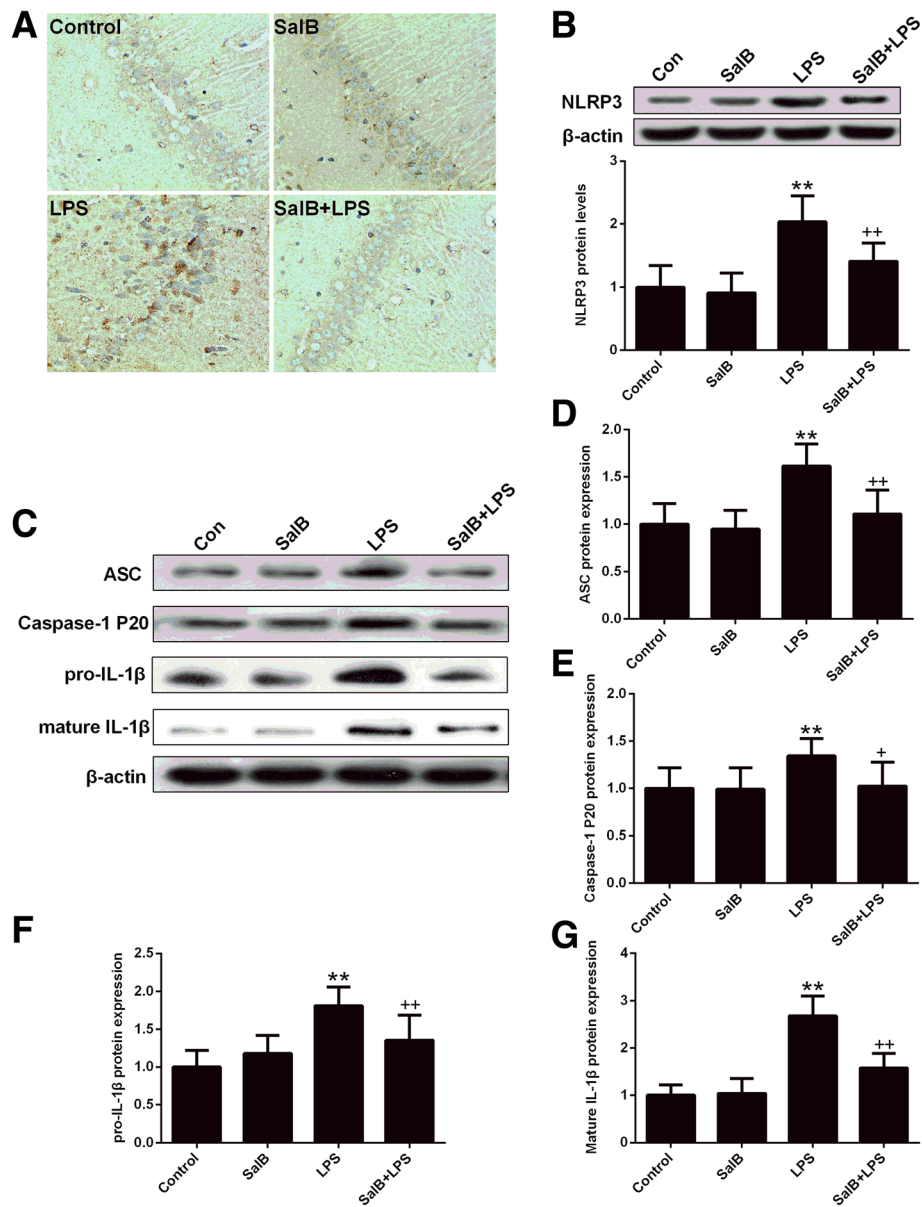 A
Control
SalB
LPS
SalB+LPS
B
Con
SalB
LPS
SalB+LPS
NLRP3
β-actin
NLRP3 protein levels
3
2
1
0
**
++
Control
SalB
LPS
SalB+LPS
C
Con
SalB
LPS
SalB+LPS
ASC
Caspase-1 P20
pro-IL-1β
mature IL-1β
β-actin
D
ASC protein expression
2.0
1.5
1.0
0.5
0.0
**
++
Control
SalB
LPS
SalB+LPS
E
Caspase-1 P20 protein expression
2.0
1.5
1.0
0.5
0.0
**
+
Control
SalB
LPS
SalB+LPS
F
pro-IL-1β protein expression
2.5
2.0
1.5
1.0
0.5
0.0
**
++
Control
SalB
LPS
SalB+LPS
G
Mature IL-1β protein expression
4
3
2
1
0
**
++
Control
SalB
LPS
SalB+LPS